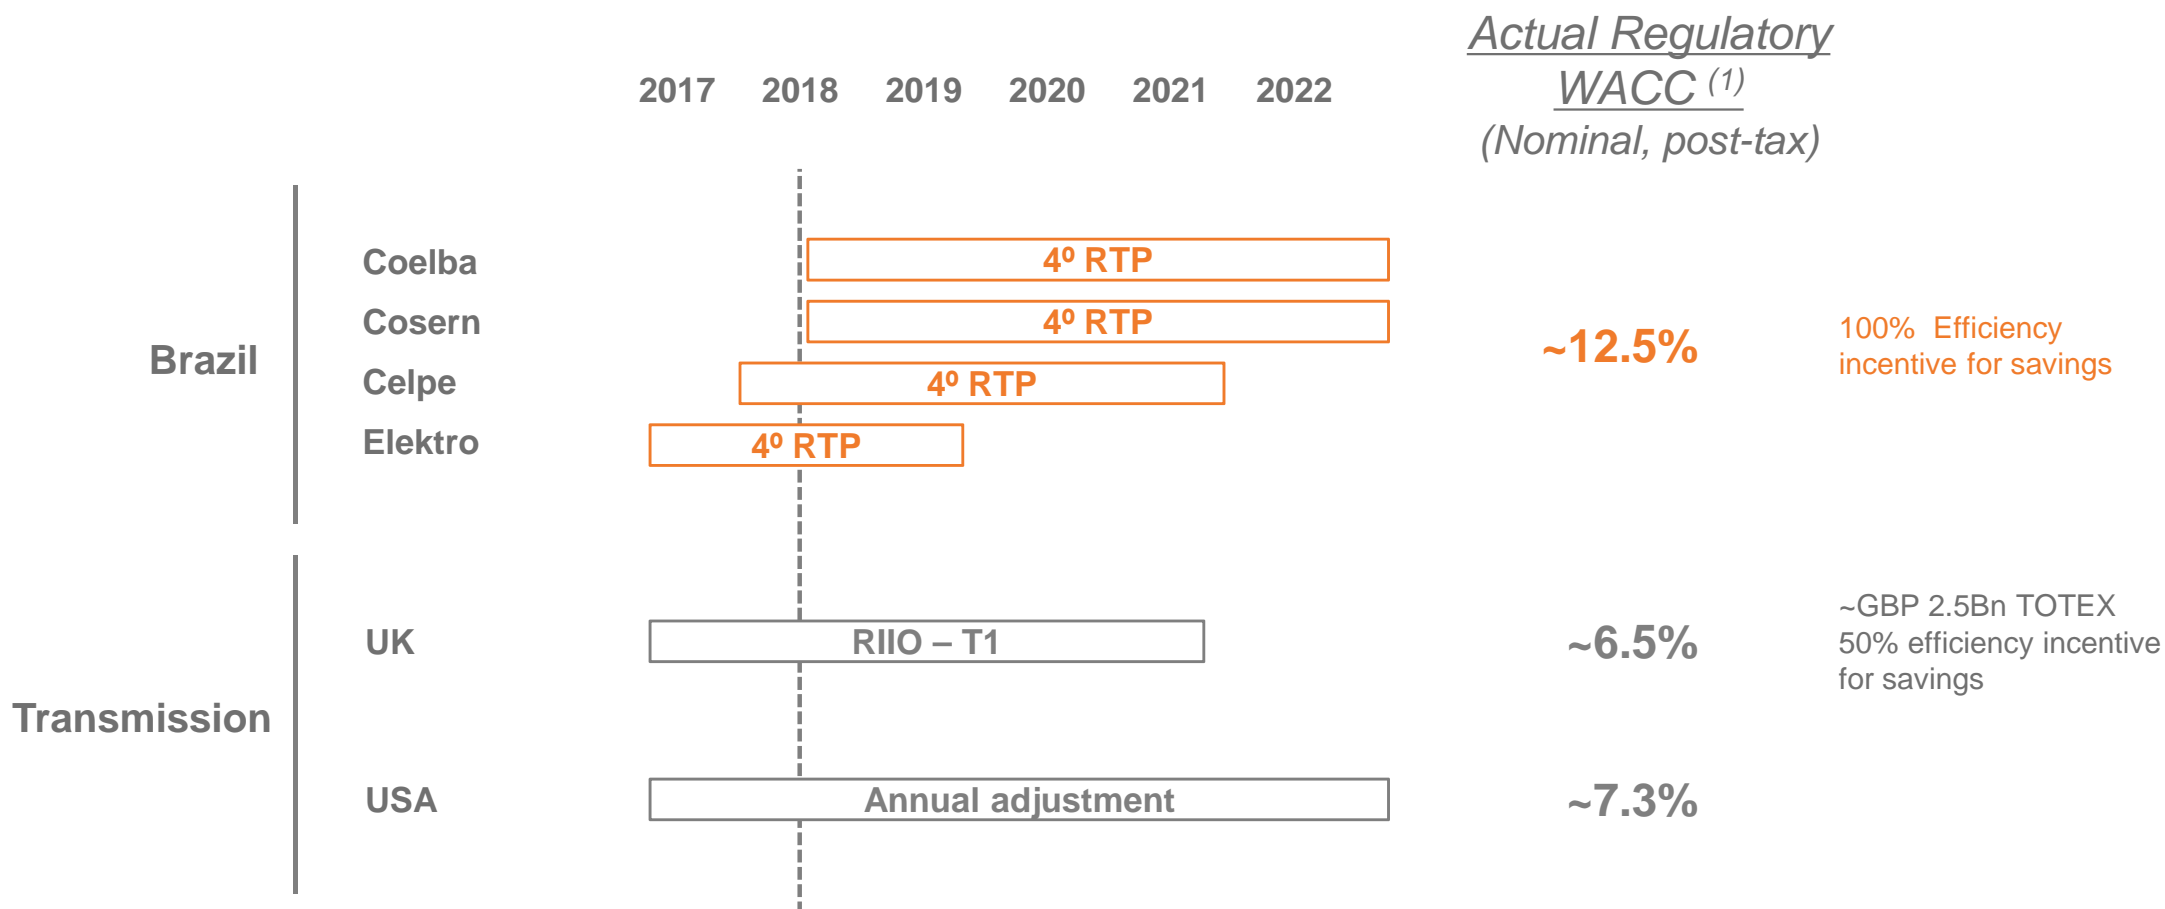 Actual Regulatory
WACC (1)
(Nominal, post-tax)
2017 2018 2019 2020 2021 2022
Brazil
Coelba 4º RTP
Cosern 4º RTP
Celpe 4º RTP
Elektro 4º RTP
~12.5%
100% Efficiency
incentive for savings
Transmission
UK RIIO – T1 ~6.5%
~GBP 2.5Bn TOTEX
50% efficiency incentive
for savings
USA Annual adjustment ~7.3%